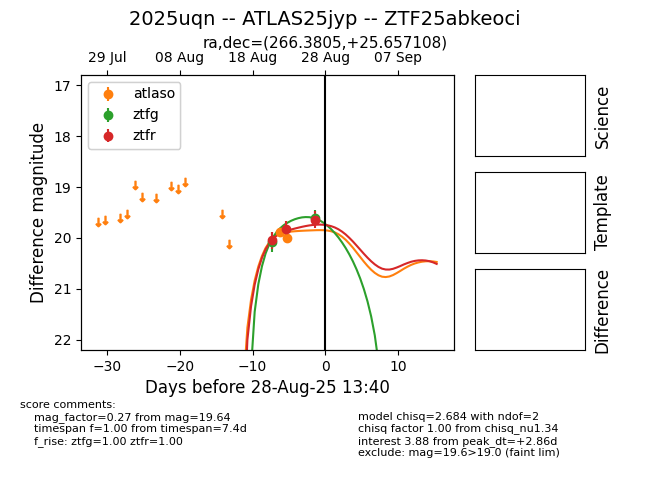 2025uqn -- ATLAS25jyp -- ZTF25abkeoci
ra,dec=(266.3805,+25.657108)
29 Jul 08 Aug 18 Aug 28 Aug 07 Sep
atlaso
ztfg
ztfr
17
18
19
20
21
22
Difference magnitude
−30 −20 −10 0 10
Days before 28-Aug-25 13:40
Science
Template
Difference
score comments:
mag_factor=0.27 from mag=19.64
timespan f=1.00 from timespan=7.4d
f_rise: ztfg=1.00 ztfr=1.00
model chisq=2.684 with ndof=2
chisq factor 1.00 from chisq_nu1.34
interest 3.88 from peak_dt=+2.86d
exclude: mag=19.6>19.0 (faint lim)